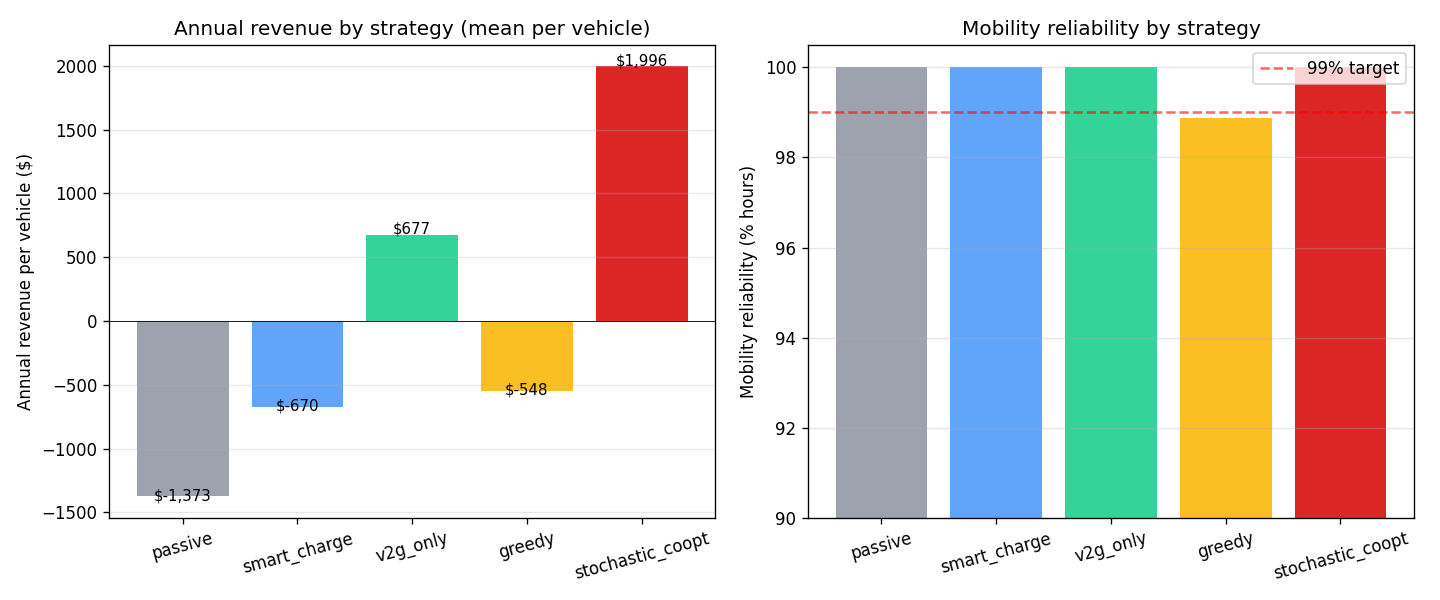 Annual revenue by strategy (mean per vehicle)
Annual revenue per vehicle ($)
2000
1500
1000
500
0
−500
−1000
−1500
$-1,373
$-670
$677
$-548
$1,996
passive
smart_charge
v2g_only
greedy
stochastic_coopt
Mobility reliability by strategy
Mobility reliability (% hours)
100
98
96
94
92
90
99% target
passive
smart_charge
v2g_only
greedy
stochastic_coopt